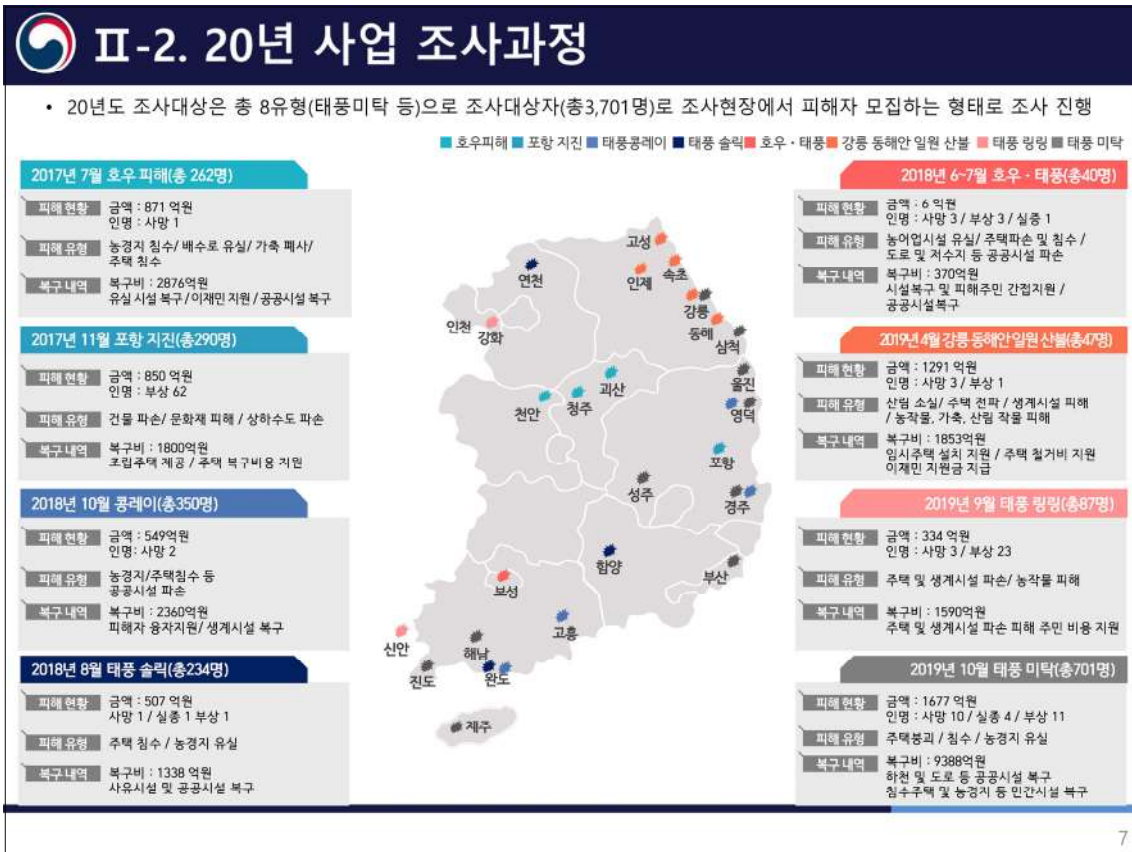 Ⅱ-2. 20년 사업 조사과정
• 20년도 조사대상은 총 8유형(태풍미탁 등)으로 조사대상자(총3,701명)로 조사현장에서 피해자 모집하는 형태로 조사 진행
호우피해 포항 지진 태풍콩레이 태풍 솔릭 호우·태풍 강릉 동해안 일원 산불 태풍 링링 태풍 미탁
2017년 7월 호우 피해(총 262명)
피해 현황 금액 : 871 억원
인명 : 사망 1
피해 유형 농경지 침수/ 배수로 유실/ 가축 폐사/
주택 침수
복구 내역 복구비 : 2876억원
유실 시설 복구/이재민 지원/공공시설 복구
2017년 11월 포항 지진(총290명)
피해 현황 금액 : 850 억원
인명 : 부상 62
피해 유형 건물 파손/ 문화재 피해/ 상하수도 파손
복구 내역 복구비 : 1800억원
조립주택 제공 / 주택 복구비용 지원
2018년 10월 콩레이(총350명)
피해 현황 금액 : 549억원
인명: 사망 2
피해 유형 농경지/주택침수 등
공공시설 파손
복구 내역 복구비 : 2360억원
피해자 융자지원/ 생계시설 복구
2018년 8월 태풍 솔릭(총234명)
피해 현황 금액 : 507 억원
사망 1 / 실종 1 부상 1
피해 유형 주택 침수 / 농경지 유실
복구 내역 복구비 : 1338 억원
사유시설 및 공공시설 복구
고성
속초
인제
연천
강릉
동해
삼척
인천
강화
울진
괴산
청주
천안
영덕
포항
성주
경주
함양
부산
보성
고흥
신안
해남
진도
완도
제주
2018년 6~7월 호우·태풍(총40명)
피해 현황 금액 : 6 억원
인명 : 사망 3 / 부상 3 / 실종 1
피해 유형 농어업시설 유실/ 주택파손 및 침수 /
도로 및 저수지 등 공공시설 파손
복구 내역 복구비 : 370억원
시설복구 및 피해주민 간접지원 /
공공시설복구
2019년 4월 강릉 동해안 일원 산불(총47명)
피해 현황 금액 : 1291 억원
인명 : 사망 3 / 부상 1
피해 유형 산림 소실/ 주택 전파 / 생계시설 피해
/ 농작물, 가축, 산림 작물 피해
복구 내역 복구비 : 1853억원
임시주택 설치 지원 / 주택 철거비 지원
이재민 지원금 지급
2019년 9월 태풍 링링(총87명)
피해 현황 금액 : 334 억원
인명 : 사망 3 / 부상 23
피해 유형 주택 및 생계시설 파손/ 농작물 피해
복구 내역 복구비 : 1590억원
주택 및 생계시설 파손 피해 주민 비용 지원
2019년 10월 태풍 미탁(총701명)
피해 현황 금액 : 1677 억원
인명 : 사망 10 / 실종 4 / 부상 11
피해 유형 주택붕괴 / 침수 / 농경지 유실
복구 내역 복구비 : 9388억원
하천 및 도로 등 공공시설 복구
침수주택 및 농경지 등 민간시설 복구
7